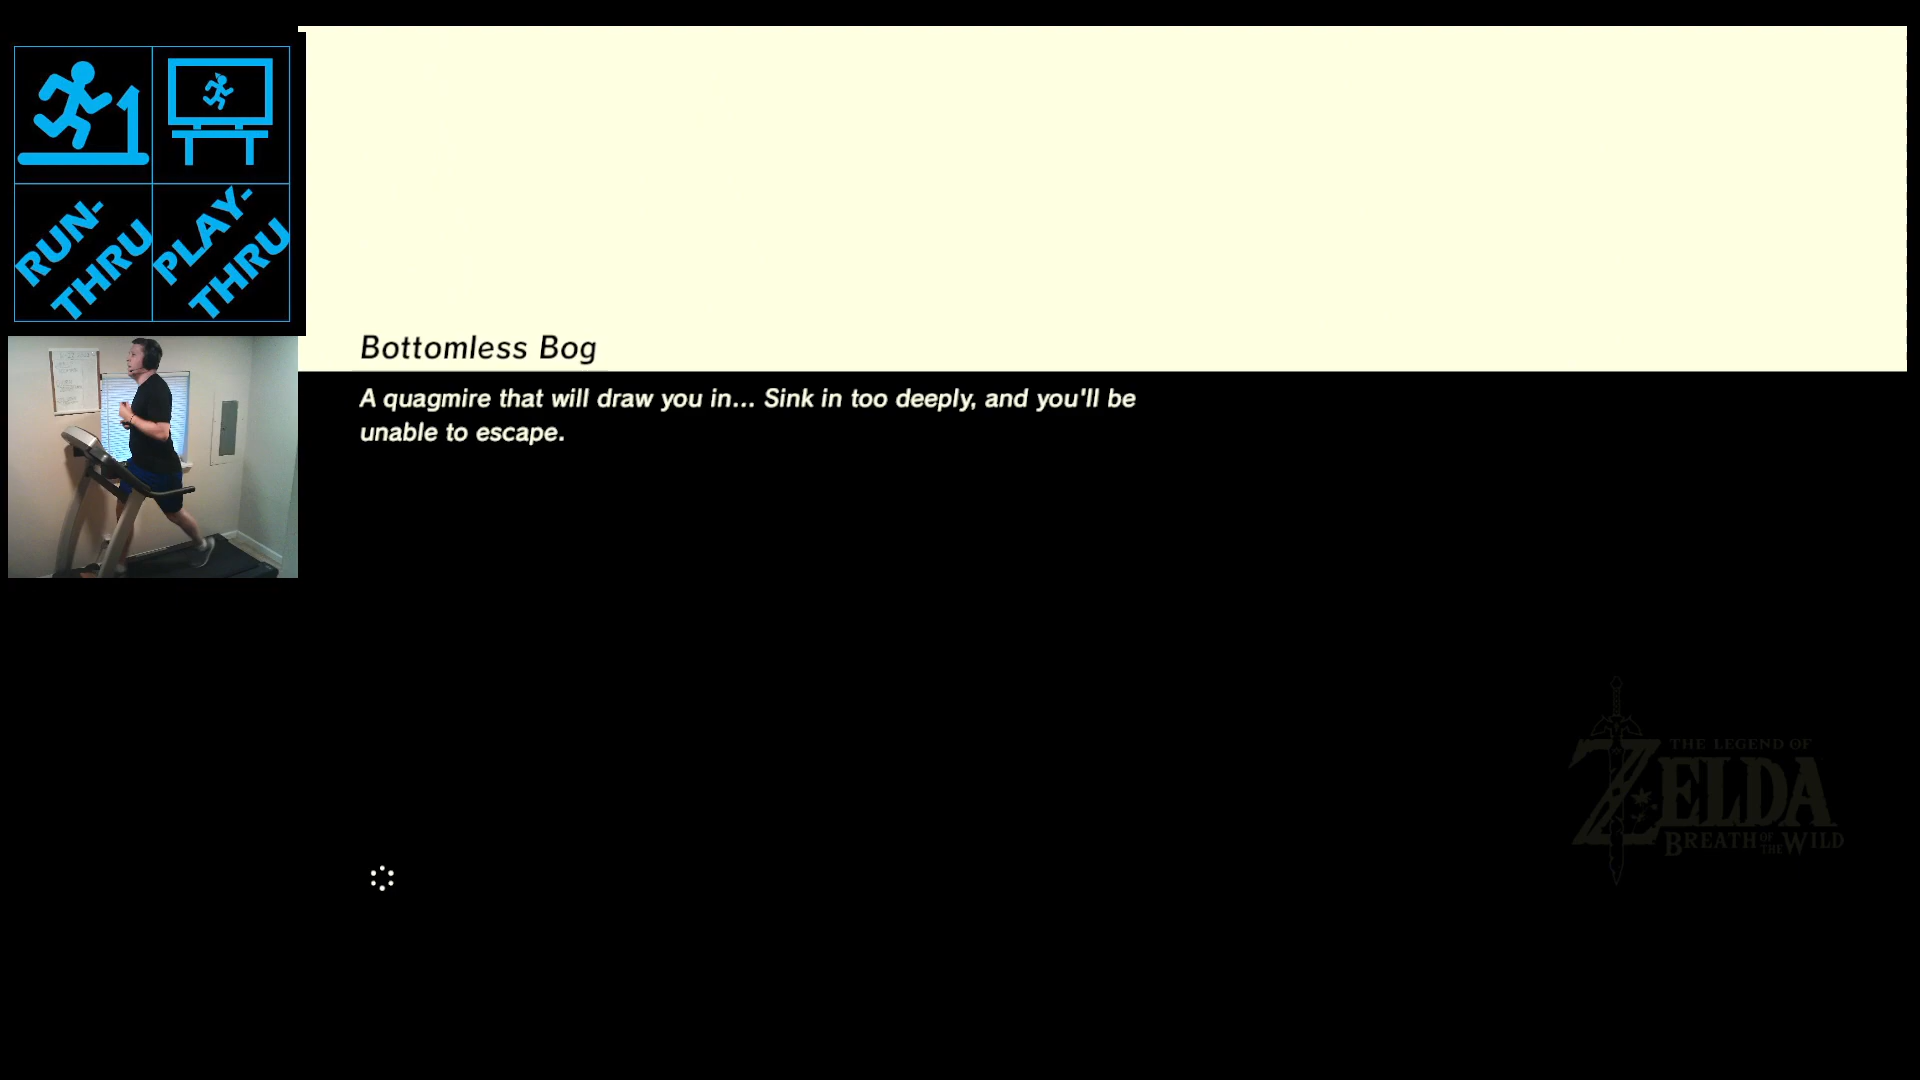 RUN-
THRU
PLAY-
THRU
Bottomless Bog
A quagmire that will draw you in... Sink in too deeply, and you'll be
unable to escape.
THE LEGEND OF
ZELDA
BREATH OF THE WILD